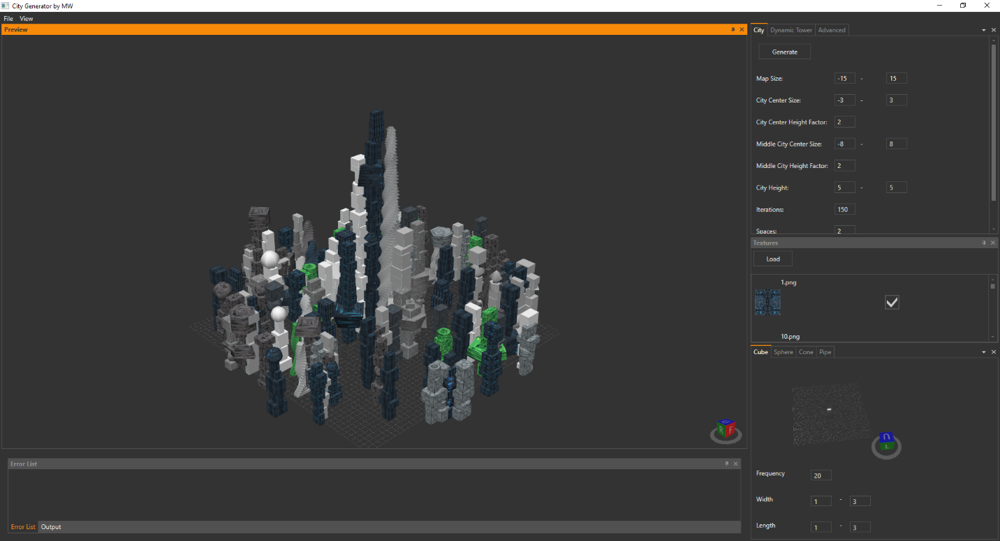 City Generator by MW
File View
Preview
City Dynamic Tower Advanced
Generate
Map Size: -15 - 15
City Center Size: -3 - 3
City Center Height Factor: 2
Middle City Center Size: -8 - 8
Middle City Height Factor: 2
City Height: 5 - 5
Iterations: 150
Spaces: 2
Textures
Load
1.png
10.png
Cube Sphere Cone Pipe
R F
U
Frequency 20
Width 1 - 3
Length 1 - 3
Error List
Error List Output